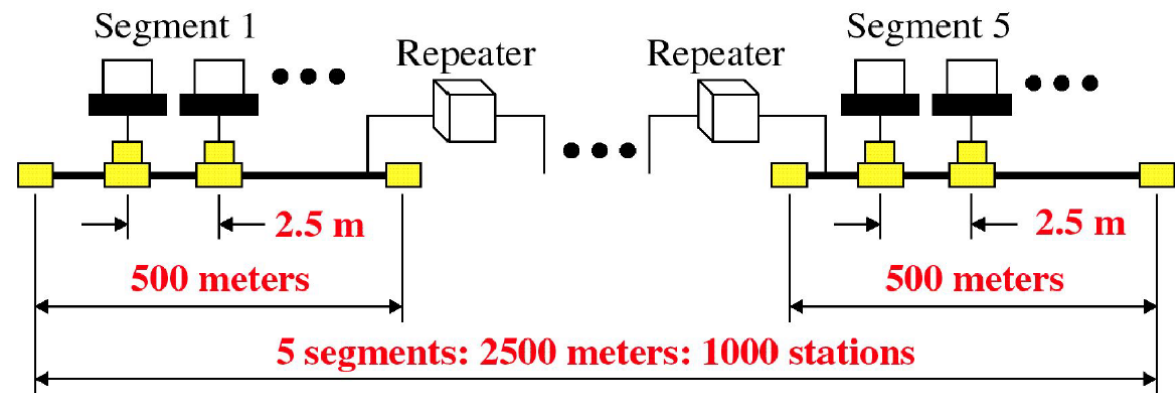 Segment 1
Repeater
Repeater
Segment 5
2.5 m
2.5 m
500 meters
500 meters
5 segments: 2500 meters: 1000 stations